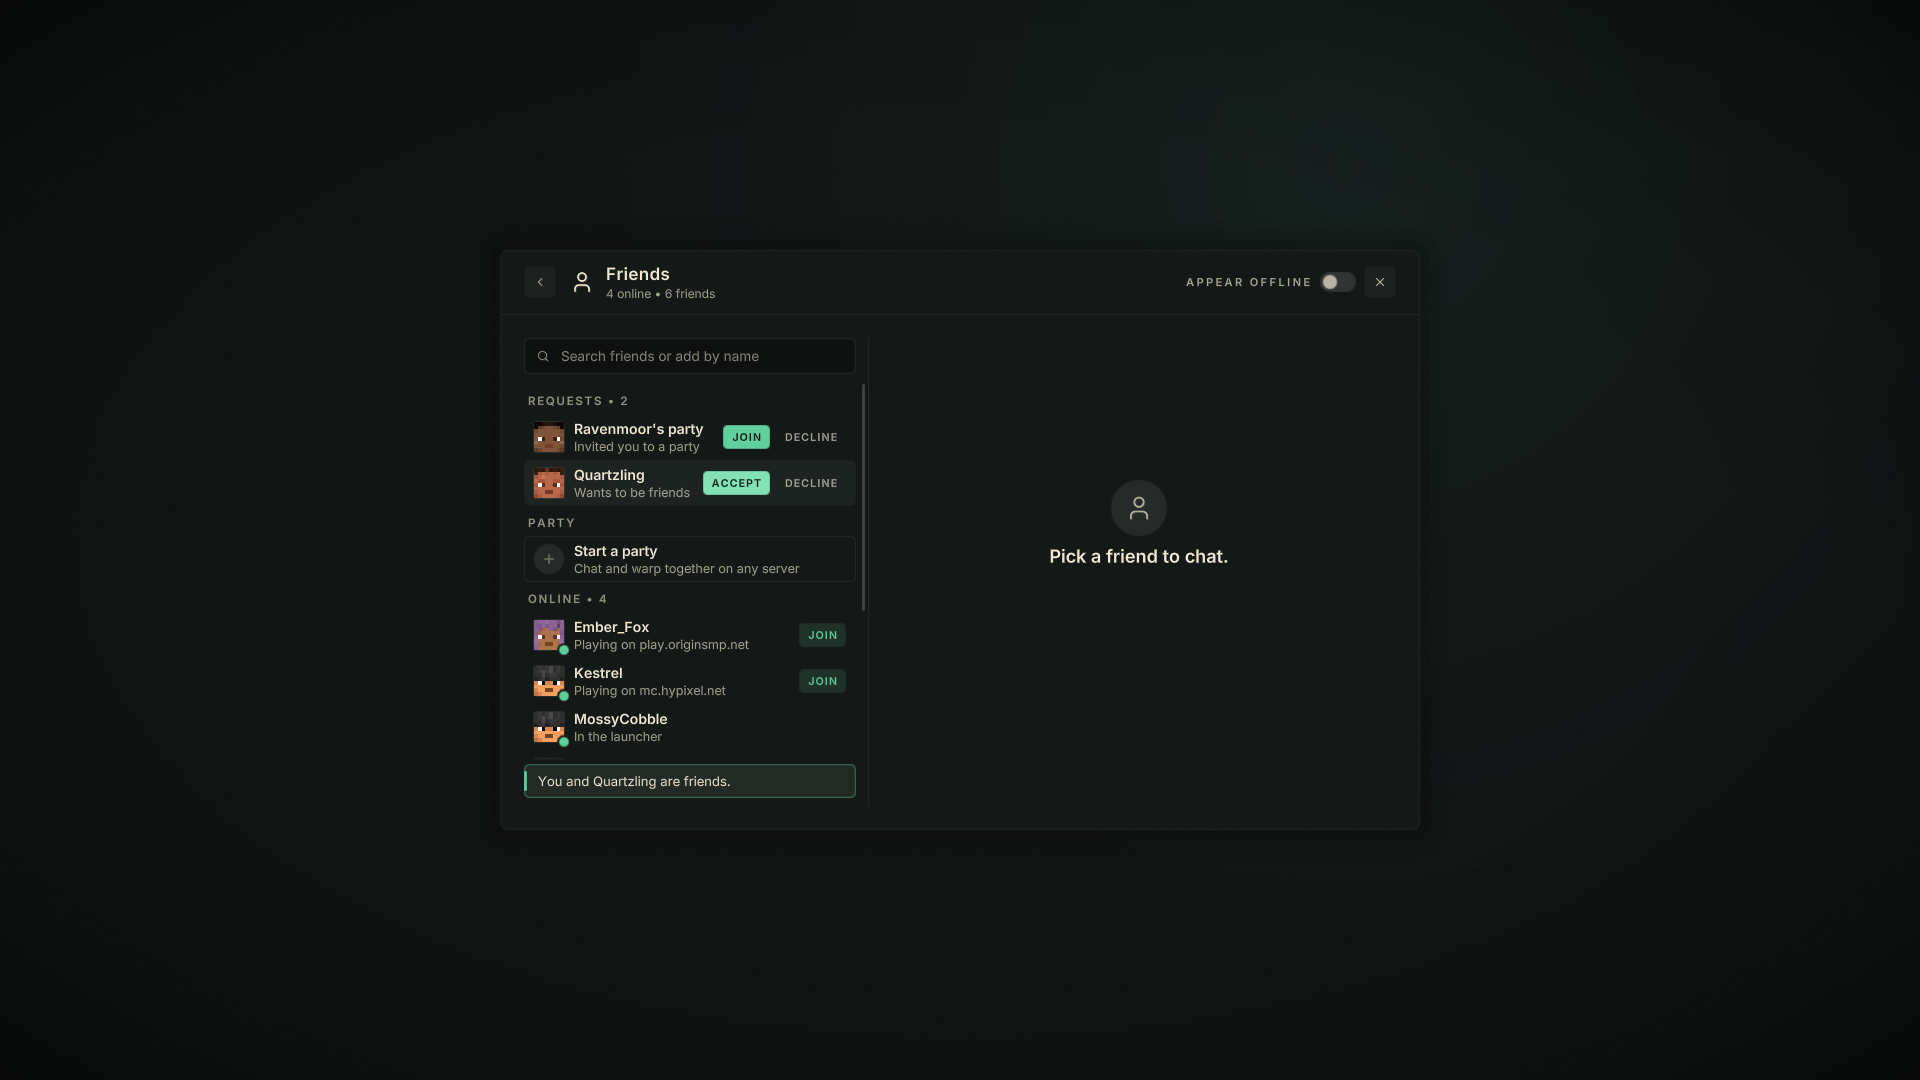 Friends
4 online • 6 friends
APPEAR OFFLINE
Search friends or add by name
REQUESTS • 2
Ravenmoor's party
Invited you to a party
JOIN
DECLINE
Quartzling
Wants to be friends
ACCEPT
DECLINE
PARTY
Start a party
Chat and warp together on any server
ONLINE • 4
Ember_Fox
Playing on play.originsmp.net
JOIN
Kestrel
Playing on mc.hypixel.net
JOIN
MossyCobble
In the launcher
You and Quartzling are friends.
Pick a friend to chat.